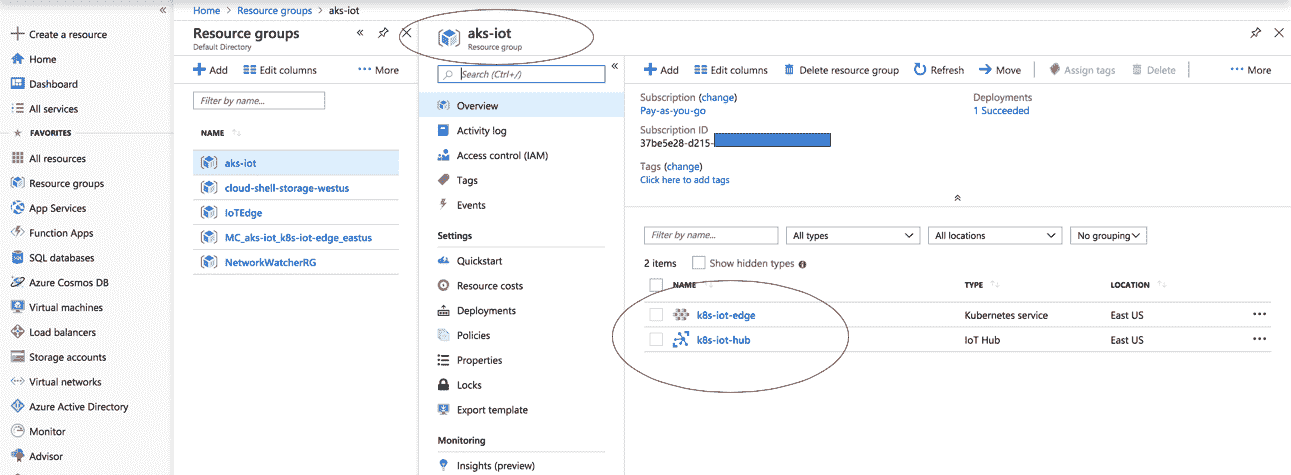 Home > Resource groups > aks-iot
Create a resource
Home
Dashboard
All services
FAVORITES
All resources
Resource groups
App Services
Function Apps
SQL databases
Azure Cosmos DB
Virtual machines
Load balancers
Storage accounts
Virtual networks
Azure Active Directory
Monitor
Advisor
Resource groups
Default Directory
Add Edit columns More
Filter by name...
NAME
aks-iot
cloud-shell-storage-westus
IoTEdge
MC_aks-iot_k8s-iot-edge_eastus
NetworkWatcherRG
aks-iot
Resource group
Search (Ctrl+/)
Overview
Activity log
Access control (IAM)
Tags
Events
Settings
Quickstart
Resource costs
Deployments
Policies
Properties
Locks
Export template
Monitoring
Insights (preview)
Add Edit columns Delete resource group Refresh Move Assign tags Delete More
Subscription (change)
Pay-as-you-go
Subscription ID
37be5e28-d215-
Tags (change)
Click here to add tags
Deployments
1 Succeeded
Filter by name... All types All locations No grouping
2 items Show hidden types
NAME TYPE LOCATION
k8s-iot-edge Kubernetes service East US
k8s-iot-hub IoT Hub East US